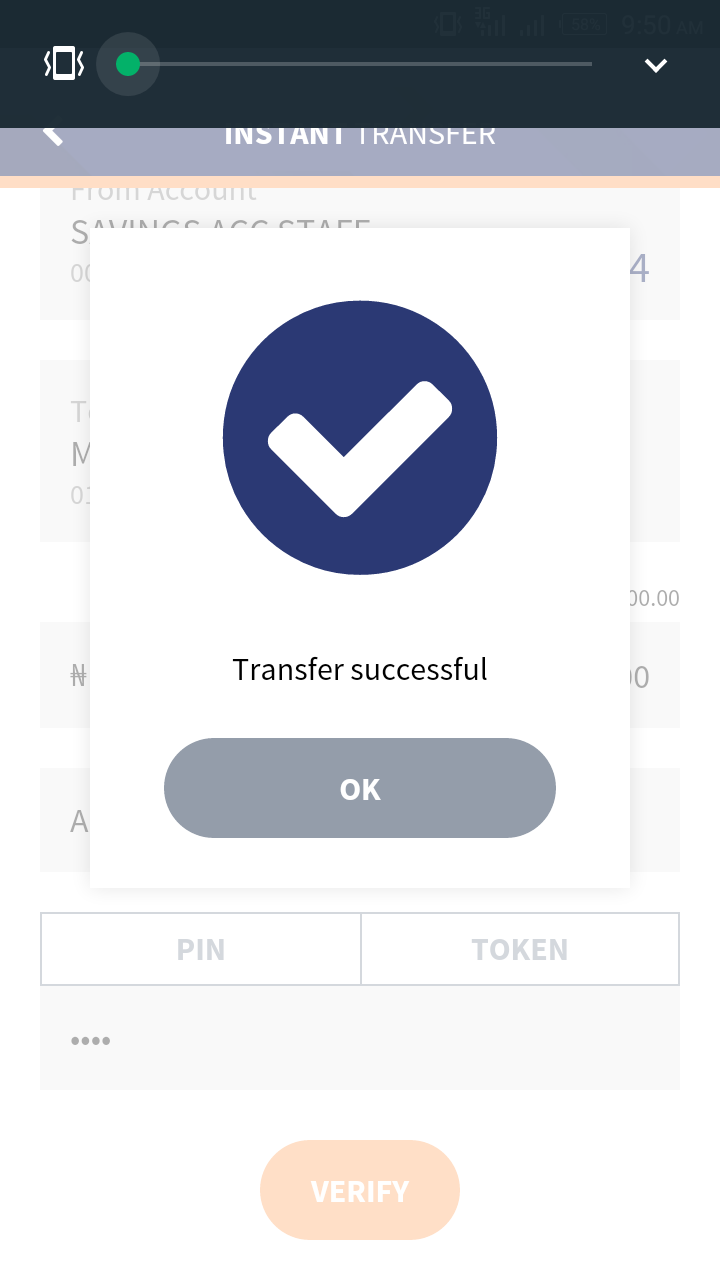 58%
9:50 AM
INSTANT TRANSFER
From Account
SAVINGS ACC STAFF
00
4
M
00.00
₦
00
A
Transfer successful
OK
PIN
TOKEN
••••
VERIFY